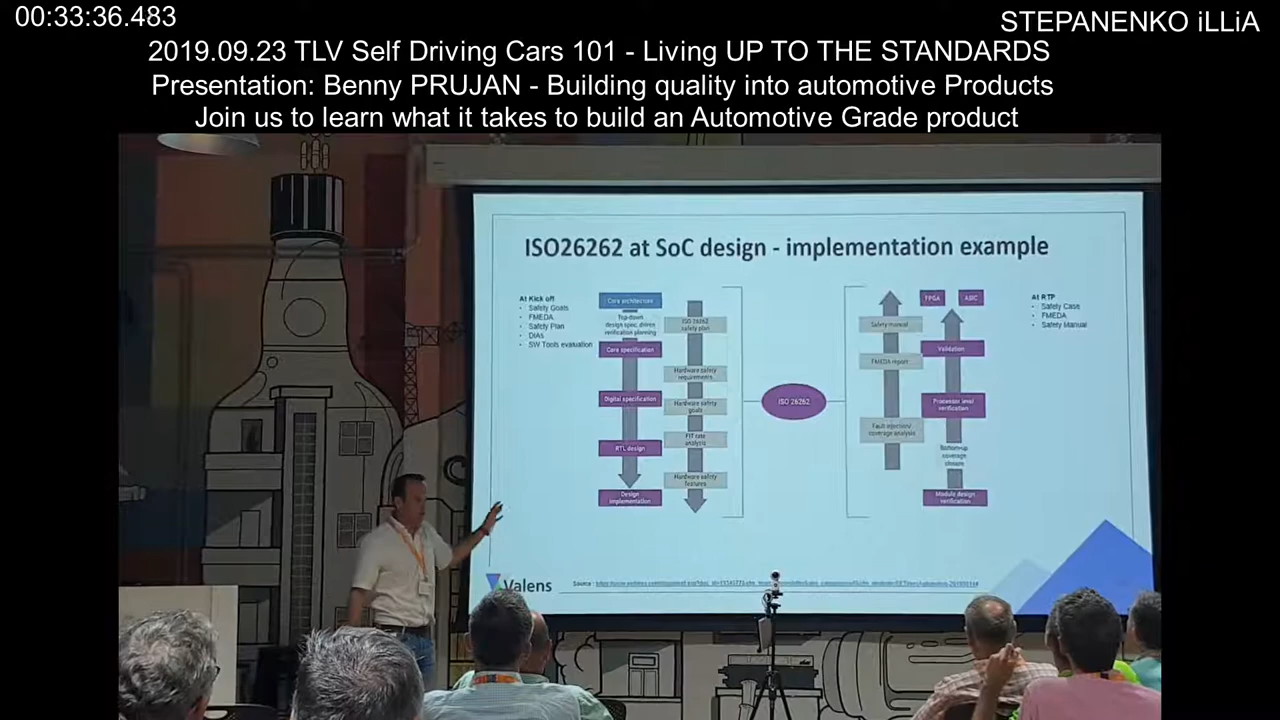 00:33:36.483
STEPANENKO iLLiA
2019.09.23 TLV Self Driving Cars 101 - Living UP TO THE STANDARDS
Presentation: Benny PRUJAN - Building quality into automotive Products
Join us to learn what it takes to build an Automotive Grade product
ISO26262 at SoC design - implementation example
At Kick off
• Safety Goals
• FMEDA
• Safety Plan
• DIAs
• SW Tools evaluation
Core architecture
Top-down
design spec. driven
verification planning
Core specification
Digital specification
RTL design
Design
implementation
ISO 26262
safety plan
Hardware safety
requirements
Hardware safety
goals
FIT rate
analysis
Hardware safety
features
ISO 26262
Safety manual
FMEDA report
Fault injection/
coverage analysis
FPGA
ASIC
Validation
Processor level
verification
Bottom-up
coverage
closure
Module design
verification
At RTP
• Safety Case
• FMEDA
• Safety Manual
Valens
Source :